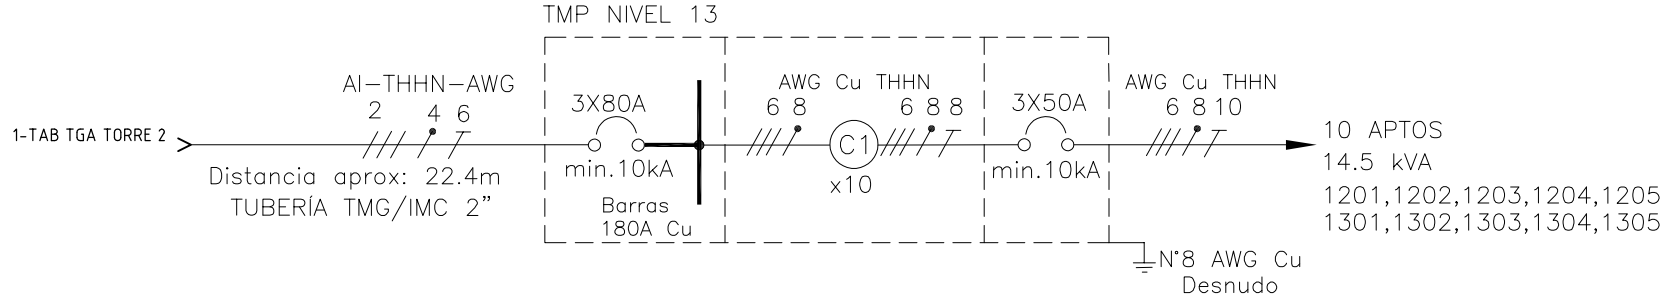 TMP NIVEL 13
Al-THHN-AWG
2 4 6
1-TAB TGA TORRE 2
Distancia aprox: 22.4m
TUBERÍA TMG/IMC 2"
3X80A
min.10kA
Barras
180A Cu
AWG Cu THHN
6 8 6 8 8
C1
x10
3X50A
min.10kA
AWG Cu THHN
6 8 10
10 APTOS
14.5 kVA
1201,1202,1203,1204,1205
1301,1302,1303,1304,1305
N°8 AWG Cu
Desnudo